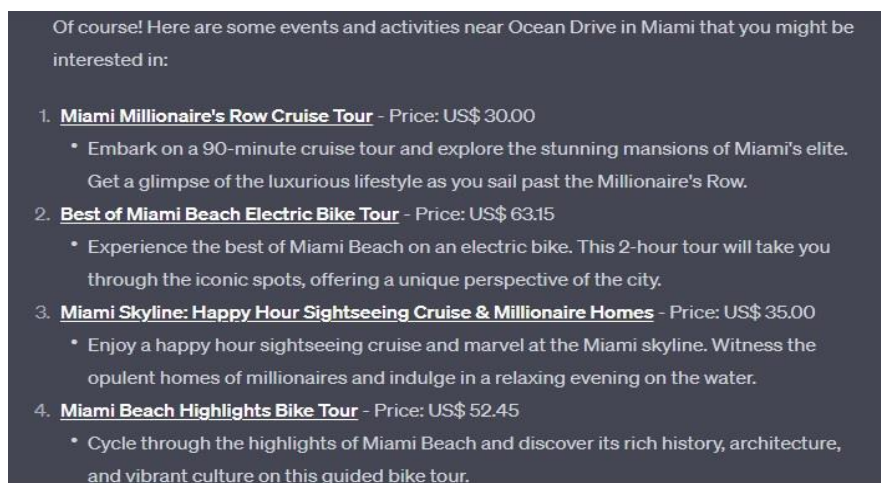 Of course! Here are some events and activities near Ocean Drive in Miami that you might be
interested in:
1. Miami Millionaire's Row Cruise Tour - Price: US$ 30.00
• Embark on a 90-minute cruise tour and explore the stunning mansions of Miami's elite.
Get a glimpse of the luxurious lifestyle as you sail past the Millionaire's Row.
2. Best of Miami Beach Electric Bike Tour - Price: US$ 63.15
• Experience the best of Miami Beach on an electric bike. This 2-hour tour will take you
through the iconic spots, offering a unique perspective of the city.
3. Miami Skyline: Happy Hour Sightseeing Cruise & Millionaire Homes - Price: US$ 35.00
• Enjoy a happy hour sightseeing cruise and marvel at the Miami skyline. Witness the
opulent homes of millionaires and indulge in a relaxing evening on the water.
4. Miami Beach Highlights Bike Tour - Price: US$ 52.45
• Cycle through the highlights of Miami Beach and discover its rich history, architecture,
and vibrant culture on this guided bike tour.